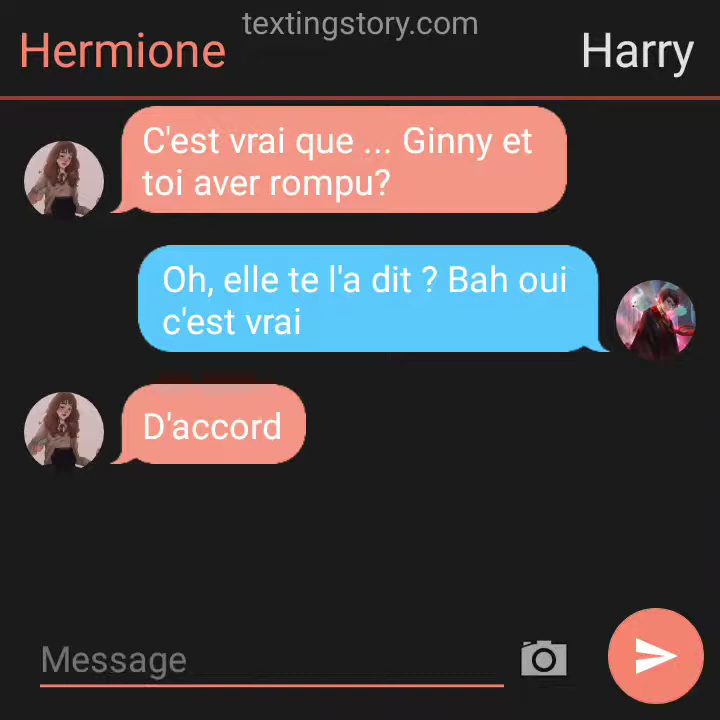 textingstory.com
Hermione
Harry
C'est vrai que ... Ginny et
toi aver rompu?
Oh, elle te l'a dit ? Bah oui
c'est vrai
D'accord
Message